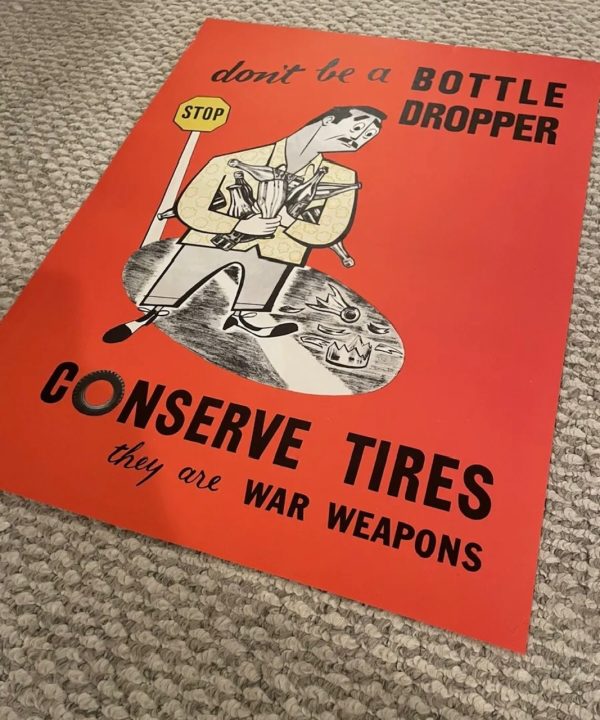 don't be a BOTTLE
DROPPER
STOP
CONSERVE TIRES
they are WAR WEAPONS